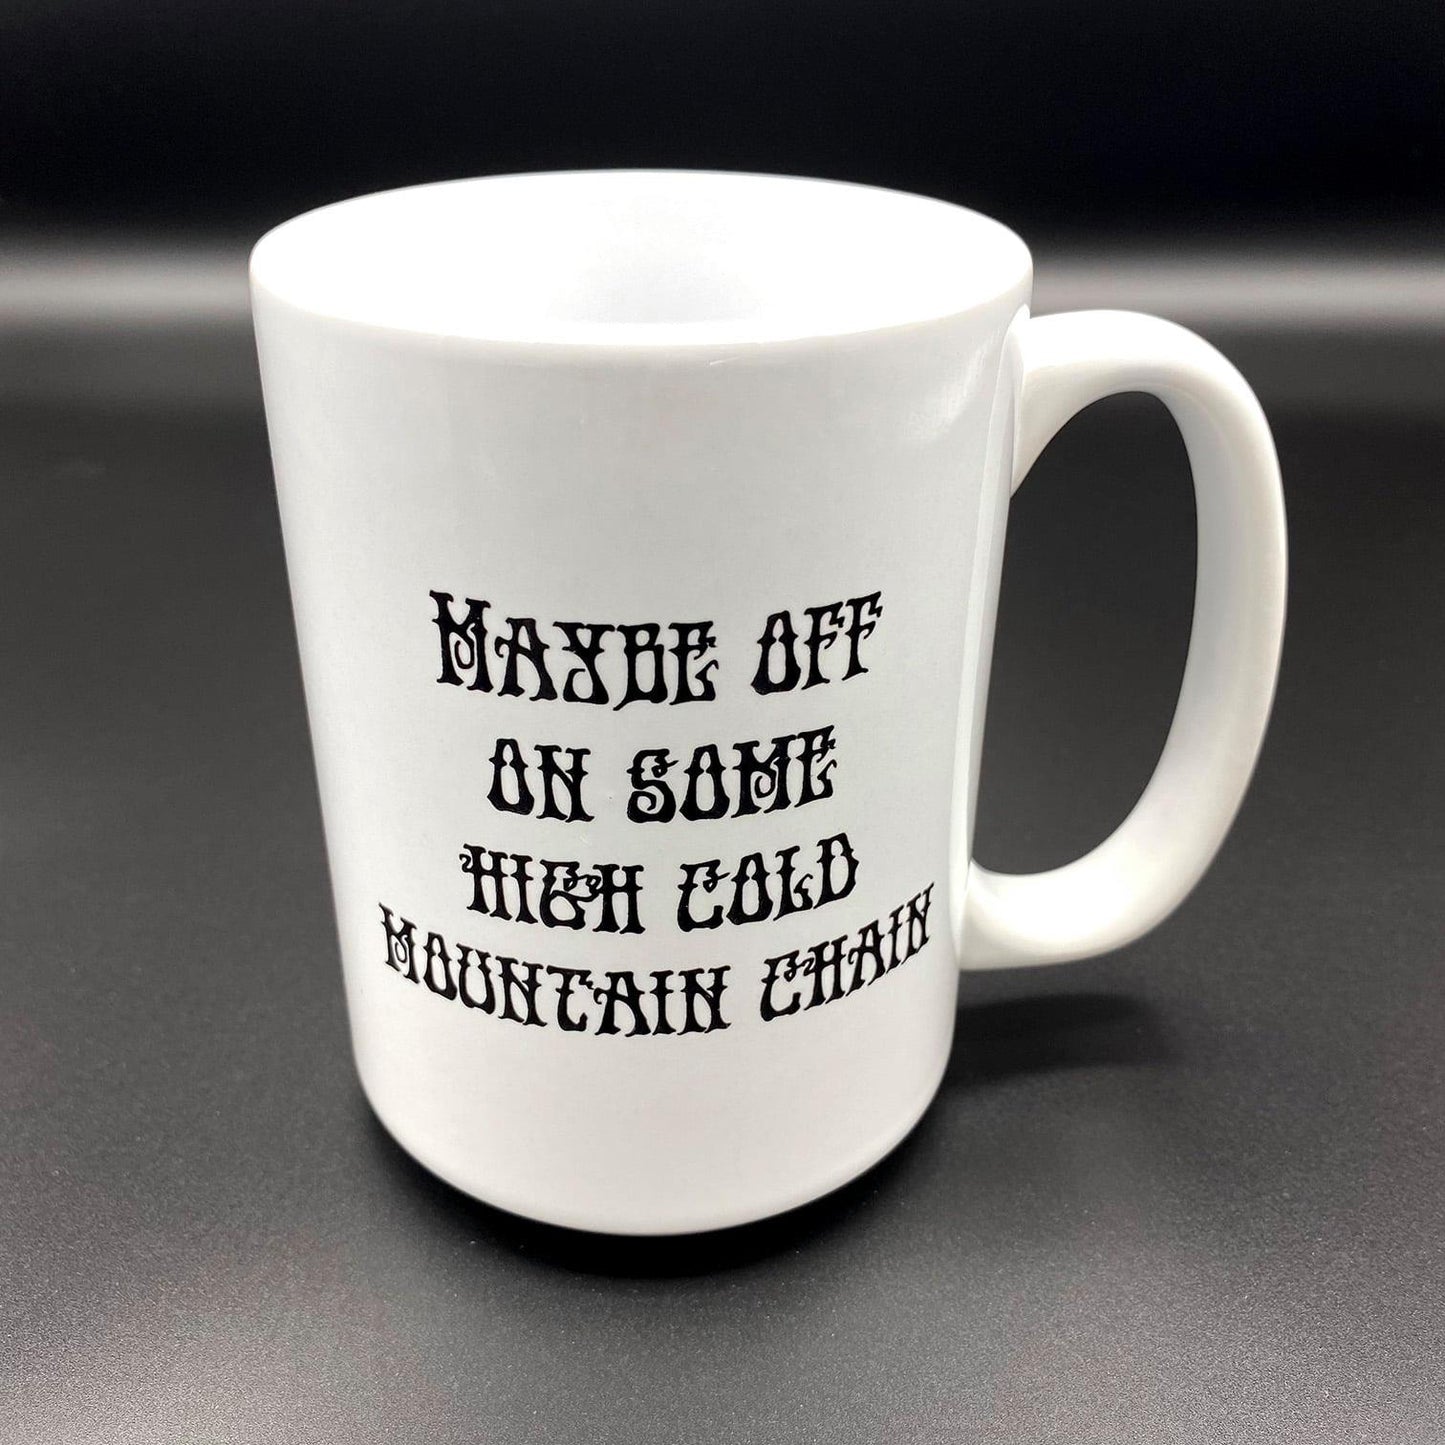 Maybe off
on some
high cold
mountain chain